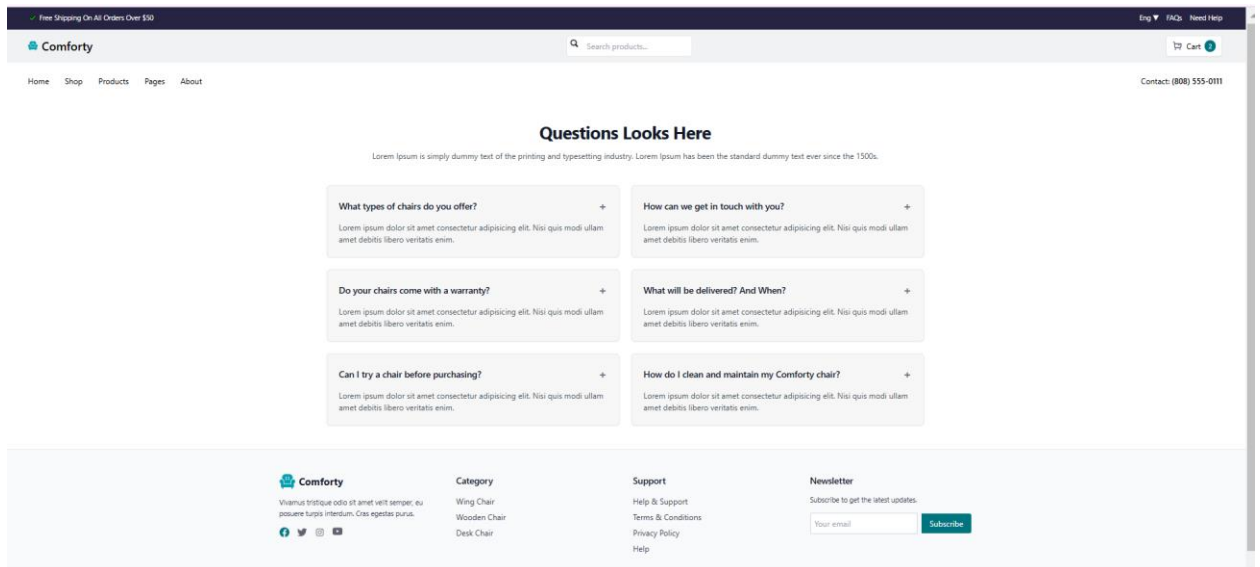 Free Shipping On All Orders Over $50
Eng ▼ FAQs Need Help
Comforty
Search products...
Cart 2
Home Shop Products Pages About
Contact: (808) 555-0111
Questions Looks Here
Lorem Ipsum is simply dummy text of the printing and typesetting industry. Lorem Ipsum has been the standard dummy text ever since the 1500s.
What types of chairs do you offer? +
Lorem ipsum dolor sit amet consectetur adipisicing elit. Nisi quis modi ullam
amet debitis libero veritatis enim.
How can we get in touch with you? +
Lorem ipsum dolor sit amet consectetur adipisicing elit. Nisi quis modi ullam
amet debitis libero veritatis enim.
Do your chairs come with a warranty? +
Lorem ipsum dolor sit amet consectetur adipisicing elit. Nisi quis modi ullam
amet debitis libero veritatis enim.
What will be delivered? And When? +
Lorem ipsum dolor sit amet consectetur adipisicing elit. Nisi quis modi ullam
amet debitis libero veritatis enim.
Can I try a chair before purchasing? +
Lorem ipsum dolor sit amet consectetur adipisicing elit. Nisi quis modi ullam
amet debitis libero veritatis enim.
How do I clean and maintain my Comforty chair? +
Lorem ipsum dolor sit amet consectetur adipisicing elit. Nisi quis modi ullam
amet debitis libero veritatis enim.
Comforty
Vivamus tristique odio sit amet velit semper, eu
posuere turpis interdum. Cras egestas purus.
Category
Wing Chair
Wooden Chair
Desk Chair
Support
Help & Support
Terms & Conditions
Privacy Policy
Help
Newsletter
Subscribe to get the latest updates.
Your email
Subscribe